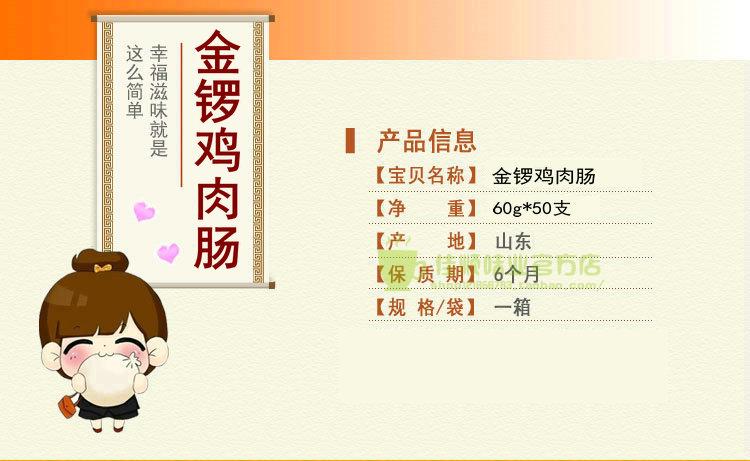 金锣鸡肉肠
幸福滋味就是
这么简单
产品信息
【宝贝名称】 金锣鸡肉肠
【净 重】 60g*50支
【产 地】 山东
【保 质 期】 6个月
【规 格/袋】 一箱